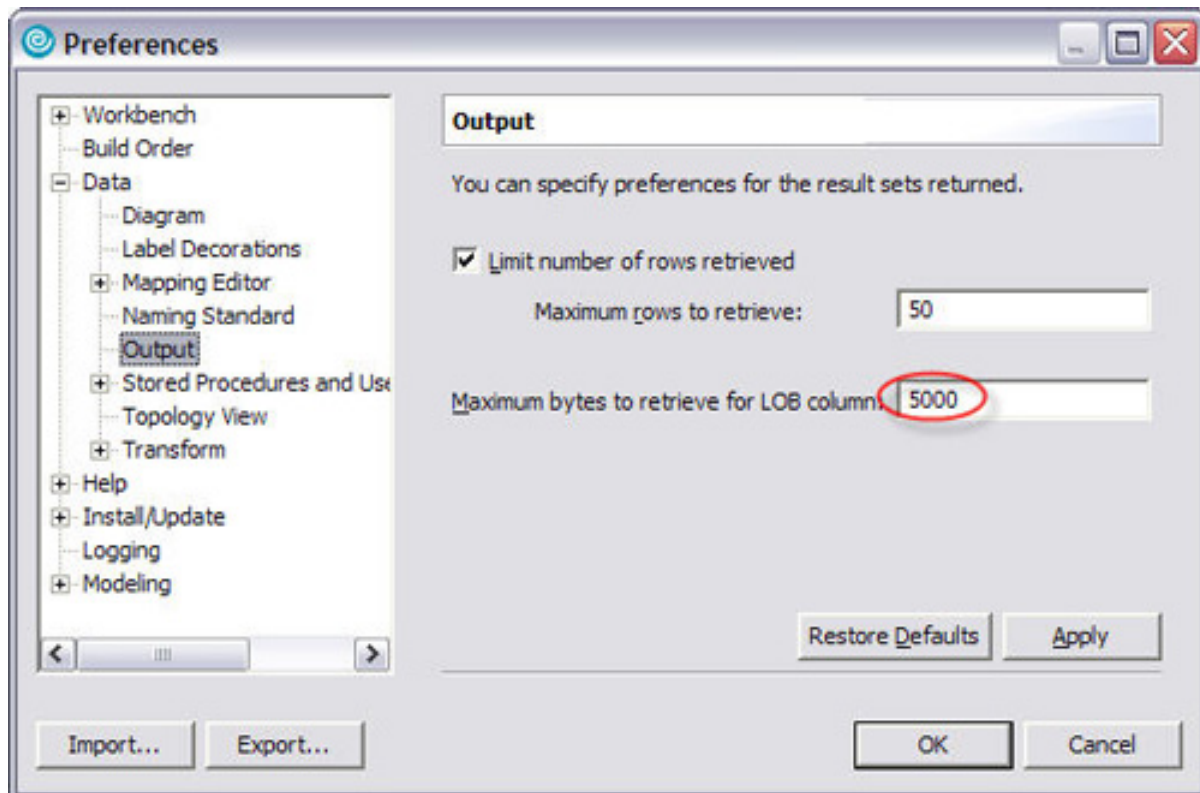 Preferences
Workbench
Build Order
Data
Diagram
Label Decorations
Mapping Editor
Naming Standard
Output
Stored Procedures and Use
Topology View
Transform
Help
Install/Update
Logging
Modeling
Output
You can specify preferences for the result sets returned.
Limit number of rows retrieved
Maximum rows to retrieve: 50
Maximum bytes to retrieve for LOB column: 5000
Restore Defaults Apply
Import... Export... OK Cancel